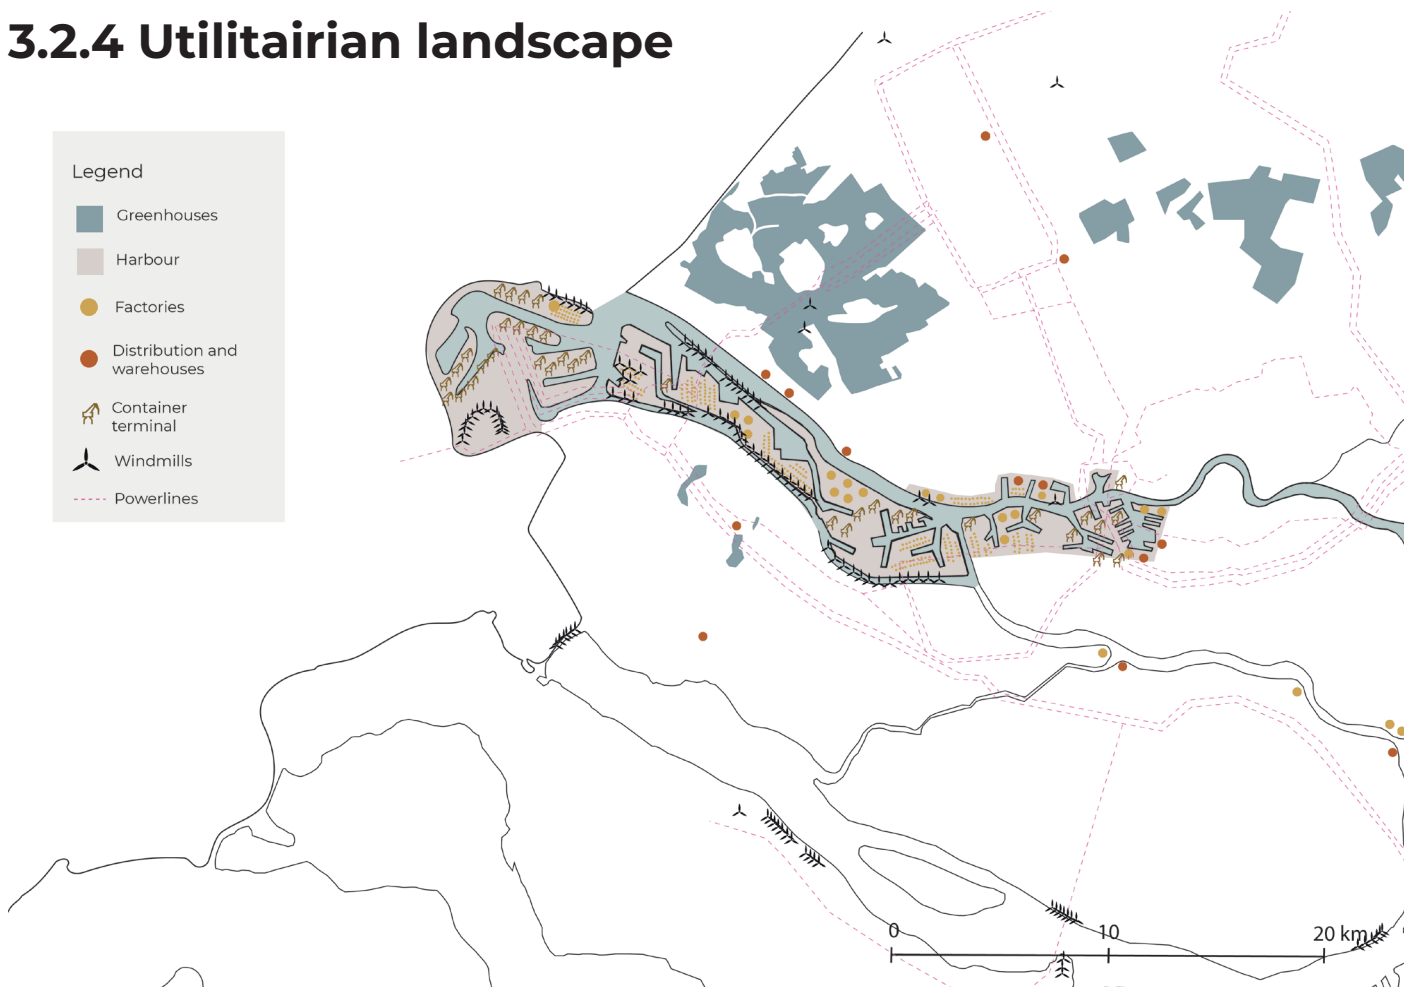 3.2.4 Utilitairian landscape
Legend
Greenhouses
Harbour
Factories
Distribution and
warehouses
Container
terminal
Windmills
Powerlines
0 10 20 km